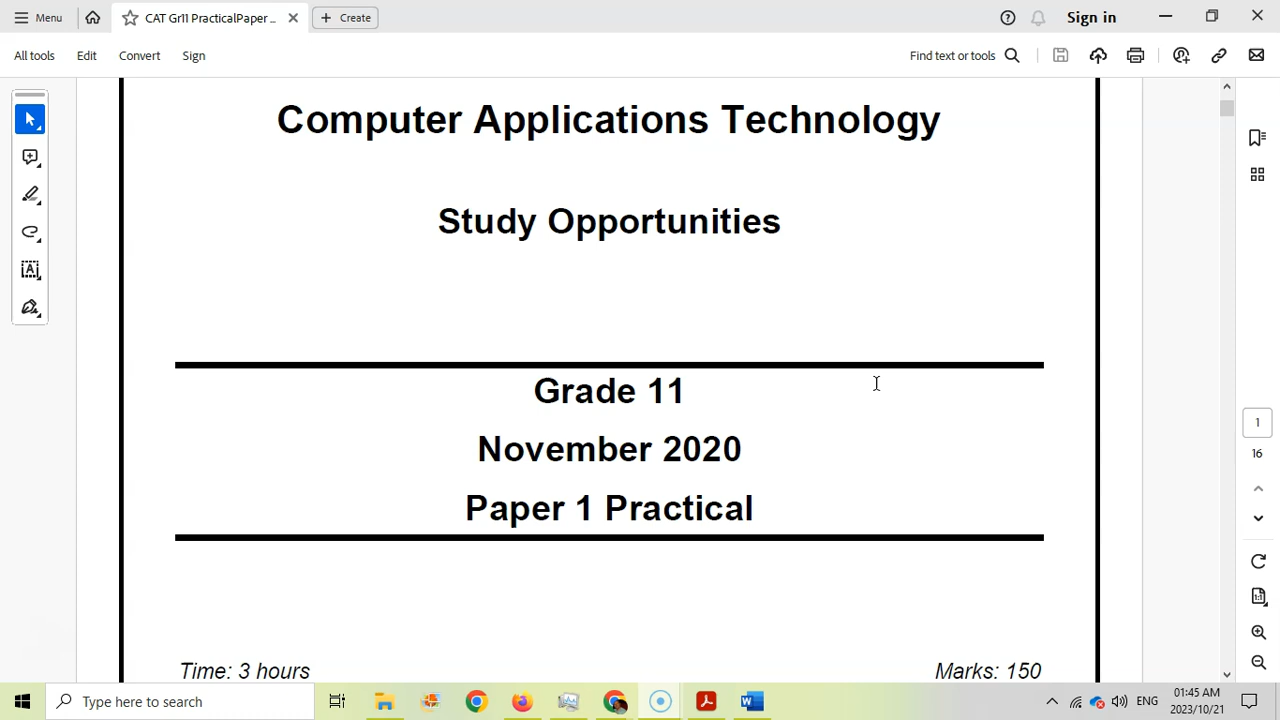 Menu
CAT Gr11 PracticalPaper ...
Create
Sign in
All tools
Edit
Convert
Sign
Find text or tools
Computer Applications Technology
Study Opportunities
Grade 11
November 2020
Paper 1 Practical
Time: 3 hours
Marks: 150
1
16
Type here to search
ENG
01:45 AM
2023/10/21